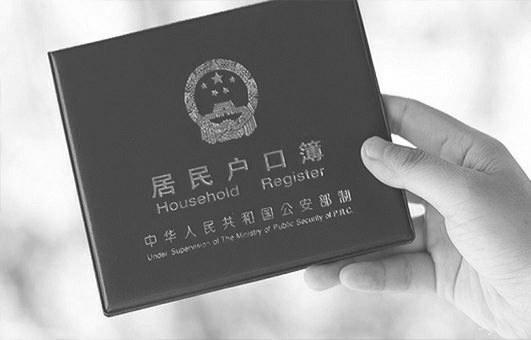 居民户口簿
Household Register
中华人民共和国公安部制
Under Supervision of The Ministry of Public Security of P.R.C.